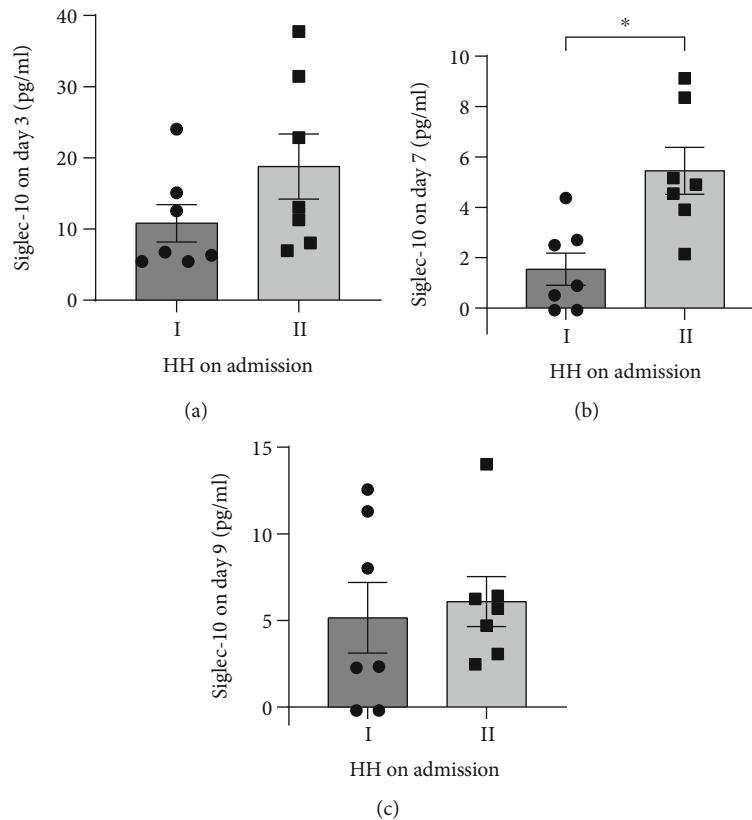 Siglec-10 on day 3 (pg/ml)
40
30
20
10
0
I II
HH on admission
(a)
*
Siglec-10 on day 7 (pg/ml)
10
8
6
4
2
0
I II
HH on admission
(b)
Siglec-10 on day 9 (pg/ml)
15
10
5
0
I II
HH on admission
(c)